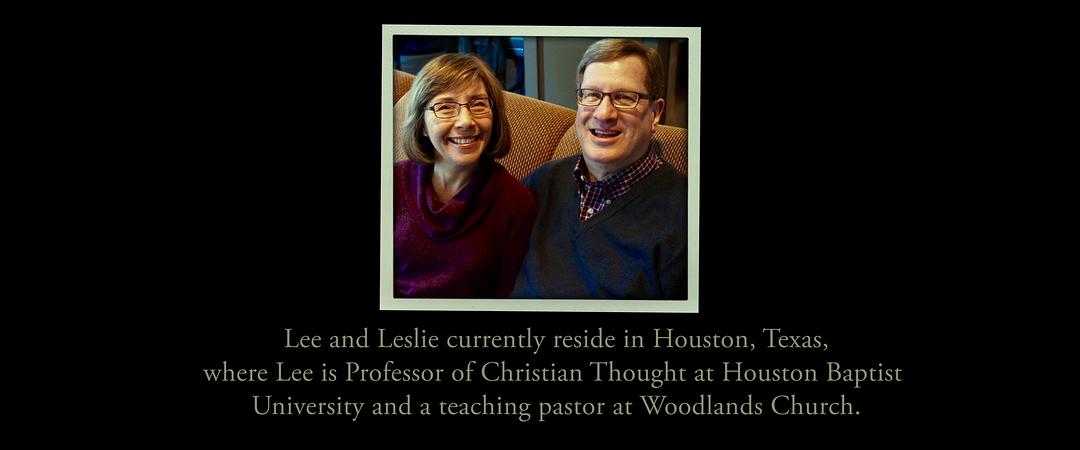 Lee and Leslie currently reside in Houston, Texas,
where Lee is Professor of Christian Thought at Houston Baptist
University and a teaching pastor at Woodlands Church.